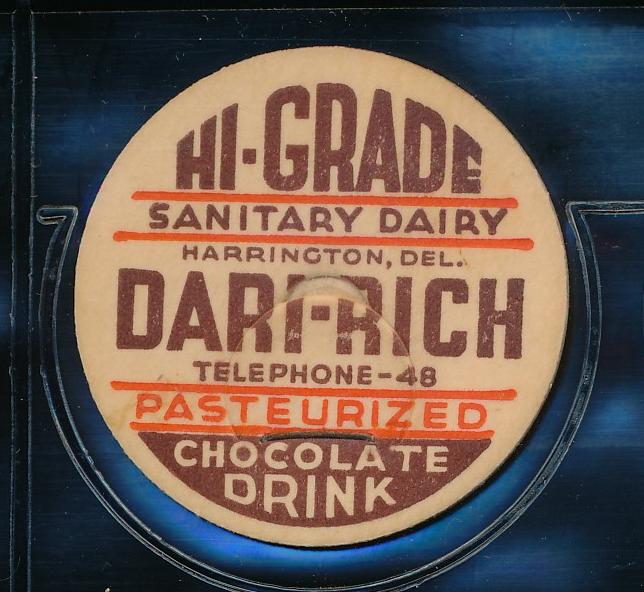 HI-GRADE
SANITARY DAIRY
HARRINGTON, DEL.
DARI-RICH
TELEPHONE-48
PASTEURIZED
CHOCOLATE
DRINK